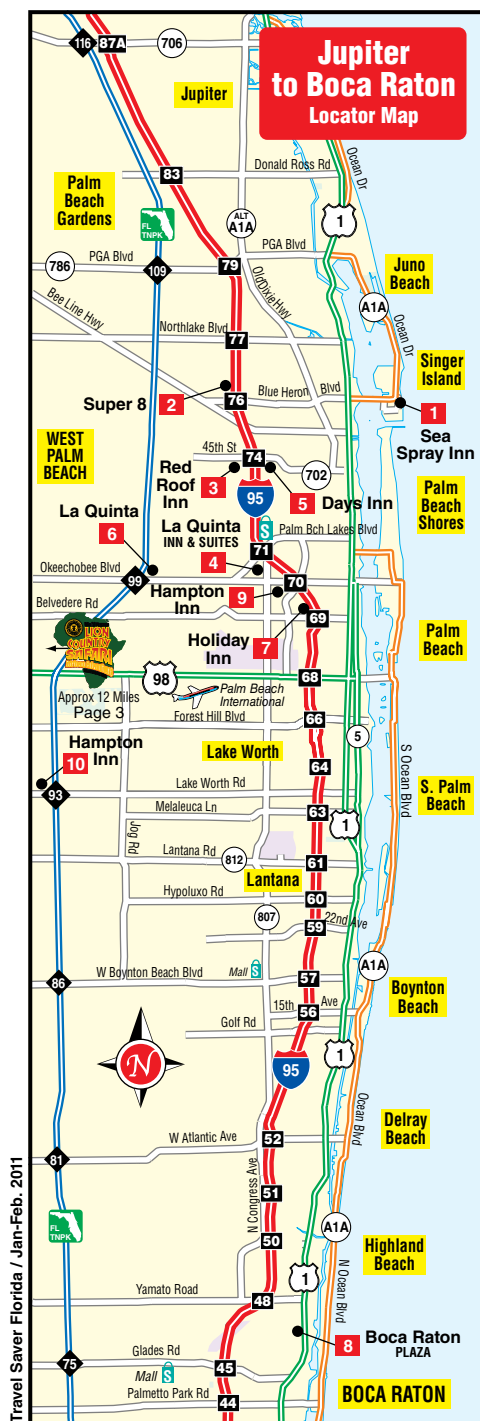 Jupiter
to Boca Raton
Locator Map
116
87A
706
Jupiter
Ocean Dr
Donald Ross Rd
83
Palm
Beach
Gardens
FL
TNPK
ALT
A1A
1
PGA Blvd
PGA Blvd
786
109
79
Juno
Beach
Old Dixie Hwy
Bee Line Hwy
A1A
Ocean Dr
Northlake Blvd
77
Singer
Island
Super 8
2
76
Blue Heron Blvd
1
Sea
Spray Inn
WEST
PALM
BEACH
45th St
74
702
Red
Roof
Inn
3
5
Days Inn
95
Palm
Beach
Shores
La Quinta
6
La Quinta
INN & SUITES
4
S
Palm Bch Lakes Blvd
71
Okeechobee Blvd
99
70
Hampton
Inn
9
Belvedere Rd
69
Holiday
Inn
7
LION
COUNTRY
SAFARI
Palm
Beach
98
68
Approx 12 Miles
Page 3
Palm Beach
International
Forest Hill Blvd
66
5
Hampton
Inn
10
Lake Worth
64
S Ocean Blvd
S. Palm
Beach
93
Lake Worth Rd
Melaleuca Ln
63
1
Jog Rd
Lantana Rd
812
61
Lantana
Hypoluxo Rd
60
807
22nd Ave
59
A1A
W Boynton Beach Blvd
86
Mall
S
57
Boynton
Beach
15th Ave
56
Golf Rd
N
95
1
Ocean Blvd
Delray
Beach
W Atlantic Ave
52
81
N Congress Ave
51
A1A
FL
TNPK
50
Highland
Beach
1
N Ocean Blvd
Yamato Road
48
8
Boca Raton
PLAZA
Glades Rd
75
Mall
S
45
Palmetto Park Rd
44
BOCA RATON
Travel Saver Florida / Jan-Feb. 2011